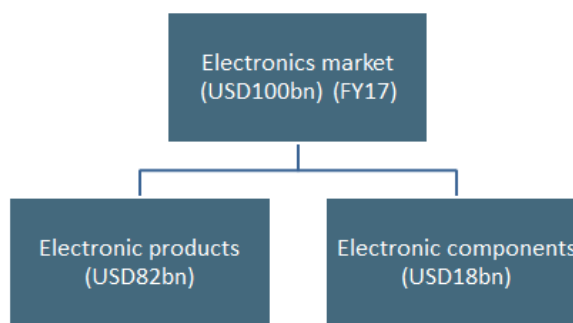 Electronics market
(USD100bn) (FY17)
Electronic products
(USD82bn)
Electronic components
(USD18bn)